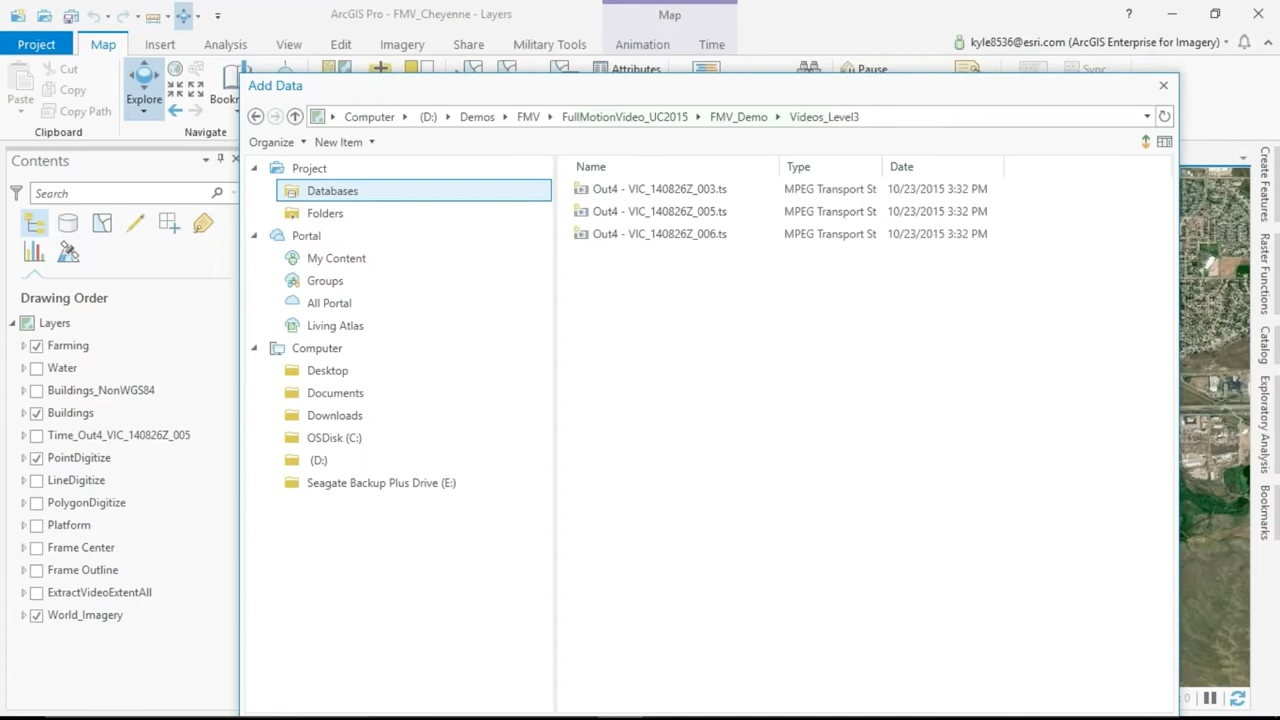 ArcGIS Pro - FMV_Cheyenne - Layers
Map
?
Project
Map
Insert
Analysis
View
Edit
Imagery
Share
Military Tools
Animation
Time
kyle8536@esri.com (ArcGIS Enterprise for Imagery)
Cut
Copy
Paste
Copy Path
Clipboard
Explore
Navigate
Attributes
Pause
Sync
Add Data
Computer
(D:)
Demos
FMV
FullMotionVideo_UC2015
FMV_Demo
Videos_Level3
Organize
New Item
Contents
Search
Drawing Order
Layers
Farming
Water
Buildings_NonWGS84
Buildings
Time_Out4_VIC_140826Z_005
PointDigitize
LineDigitize
PolygonDigitize
Platform
Frame Center
Frame Outline
ExtractVideoExtentAll
World_Imagery
Project
Databases
Folders
Portal
My Content
Groups
All Portal
Living Atlas
Computer
Desktop
Documents
Downloads
OSDisk (C:)
(D:)
Seagate Backup Plus Drive (E:)
Name Type Date
Out4 - VIC_140826Z_003.ts MPEG Transport St 10/23/2015 3:32 PM
Out4 - VIC_140826Z_005.ts MPEG Transport St 10/23/2015 3:32 PM
Out4 - VIC_140826Z_006.ts MPEG Transport St 10/23/2015 3:32 PM
Create Features
Raster Functions
Catalog
Exploratory Analysis
Bookmarks